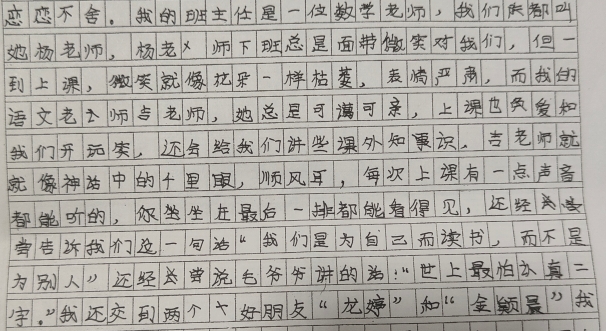 恋恋不舍。我的班主任是一位数学老师，我们大都叫
她杨老师，杨老师下班总是面带微笑对我们，但一
到上课，微笑就像花朵一样枯萎，表情严肃，而我的
语文老师吉老师，她总是可蔼可亲，上课也喜爱和
我们开玩笑，还会给我们讲些课外知识，吉老师就
就像神话中的千里眼，顺风耳，每次上课有一点声音
都能听的，你坐坐在最后一排都能看得见，还经
常告诉我们这一句话“我们是为自己而读书，而不是
为别人”还经常说毛爷爷讲的话：“世上最怕认真二
字。”我还交到两个好朋友“龙婷”和“金颖晨”我